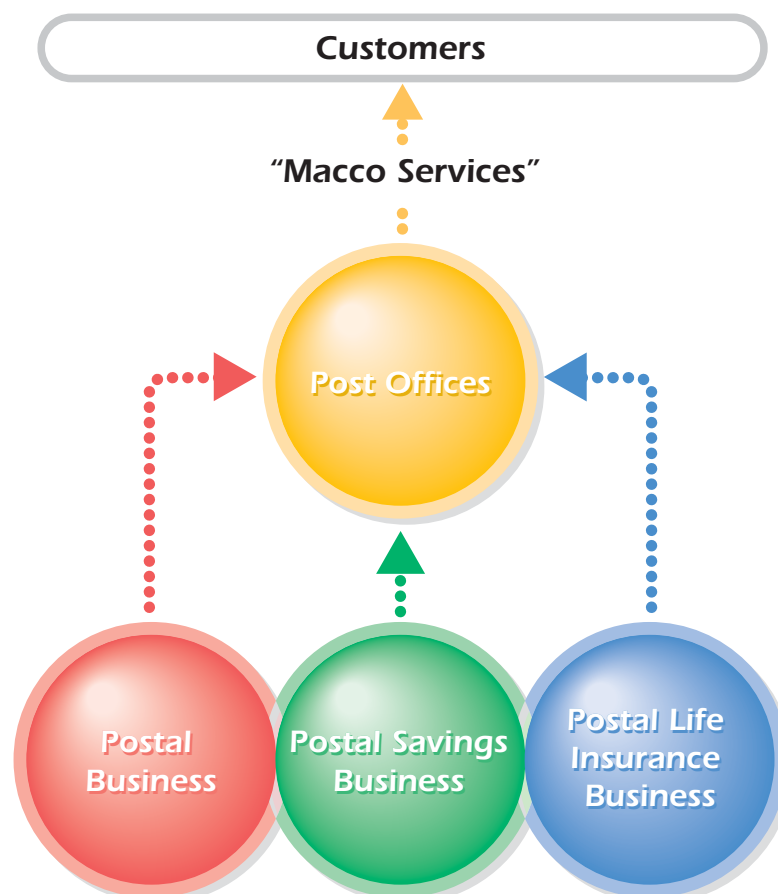 Customers
“Macco Services”
Post Offices
Postal
Business
Postal Savings
Business
Postal Life
Insurance
Business